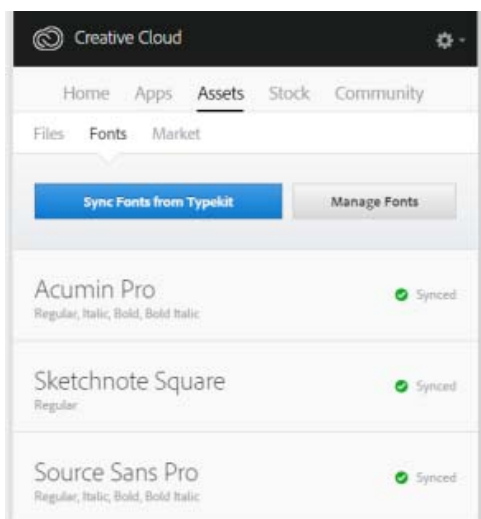 Creative Cloud
Home Apps Assets Stock Community
Files Fonts Market
Sync Fonts from Typekit Manage Fonts
Acumin Pro
Synced
Regular, Italic, Bold, Bold Italic
Sketchnote Square
Synced
Regular
Source Sans Pro
Synced
Regular, Italic, Bold, Bold Italic